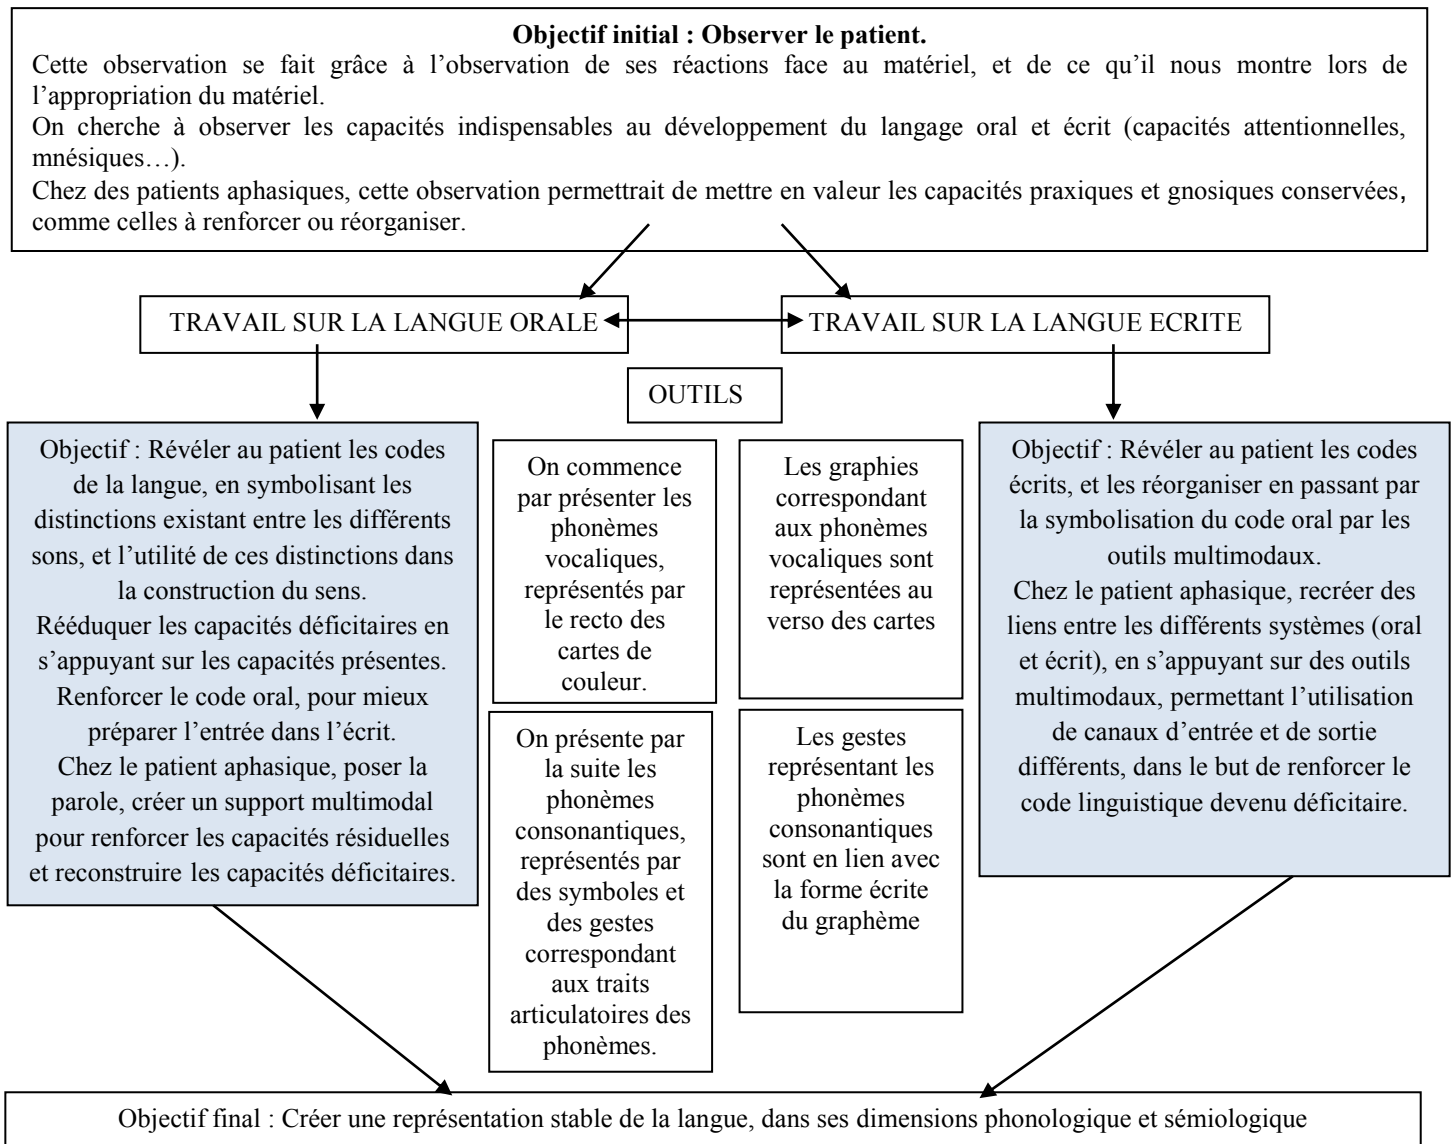 Objectif initial : Observer le patient.
Cette observation se fait grâce à l’observation de ses réactions face au matériel, et de ce qu’il nous montre lors de
l’appropriation du matériel.
On cherche à observer les capacités indispensables au développement du langage oral et écrit (capacités attentionnelles,
mnésiques…).
Chez des patients aphasiques, cette observation permettrait de mettre en valeur les capacités praxiques et gnosiques conservées,
comme celles à renforcer ou réorganiser.
TRAVAIL SUR LA LANGUE ORALE
TRAVAIL SUR LA LANGUE ECRITE
OUTILS
Objectif : Révéler au patient les codes
de la langue, en symbolisant les
distinctions existant entre les différents
sons, et l’utilité de ces distinctions dans
la construction du sens.
Rééduquer les capacités déficitaires en
s’appuyant sur les capacités présentes.
Renforcer le code oral, pour mieux
préparer l’entrée dans l’écrit.
Chez le patient aphasique, poser la
parole, créer un support multimodal
pour renforcer les capacités résiduelles
et reconstruire les capacités déficitaires.
On commence
par présenter les
phonèmes
vocaliques,
représentés par
le recto des
cartes de
couleur.
On présente par
la suite les
phonèmes
consonantiques,
représentés par
des symboles et
des gestes
correspondant
aux traits
articulatoires des
phonèmes.
Les graphies
correspondant
aux phonèmes
vocaliques sont
représentées au
verso des cartes
Les gestes
représentant les
phonèmes
consonantiques
sont en lien avec
la forme écrite
du graphème
Objectif : Révéler au patient les codes
écrits, et les réorganiser en passant par
la symbolisation du code oral par les
outils multimodaux.
Chez le patient aphasique, recréer des
liens entre les différents systèmes (oral
et écrit), en s’appuyant sur des outils
multimodaux, permettant l’utilisation
de canaux d’entrée et de sortie
différents, dans le but de renforcer le
code linguistique devenu déficitaire.
Objectif final : Créer une représentation stable de la langue, dans ses dimensions phonologique et sémiologique